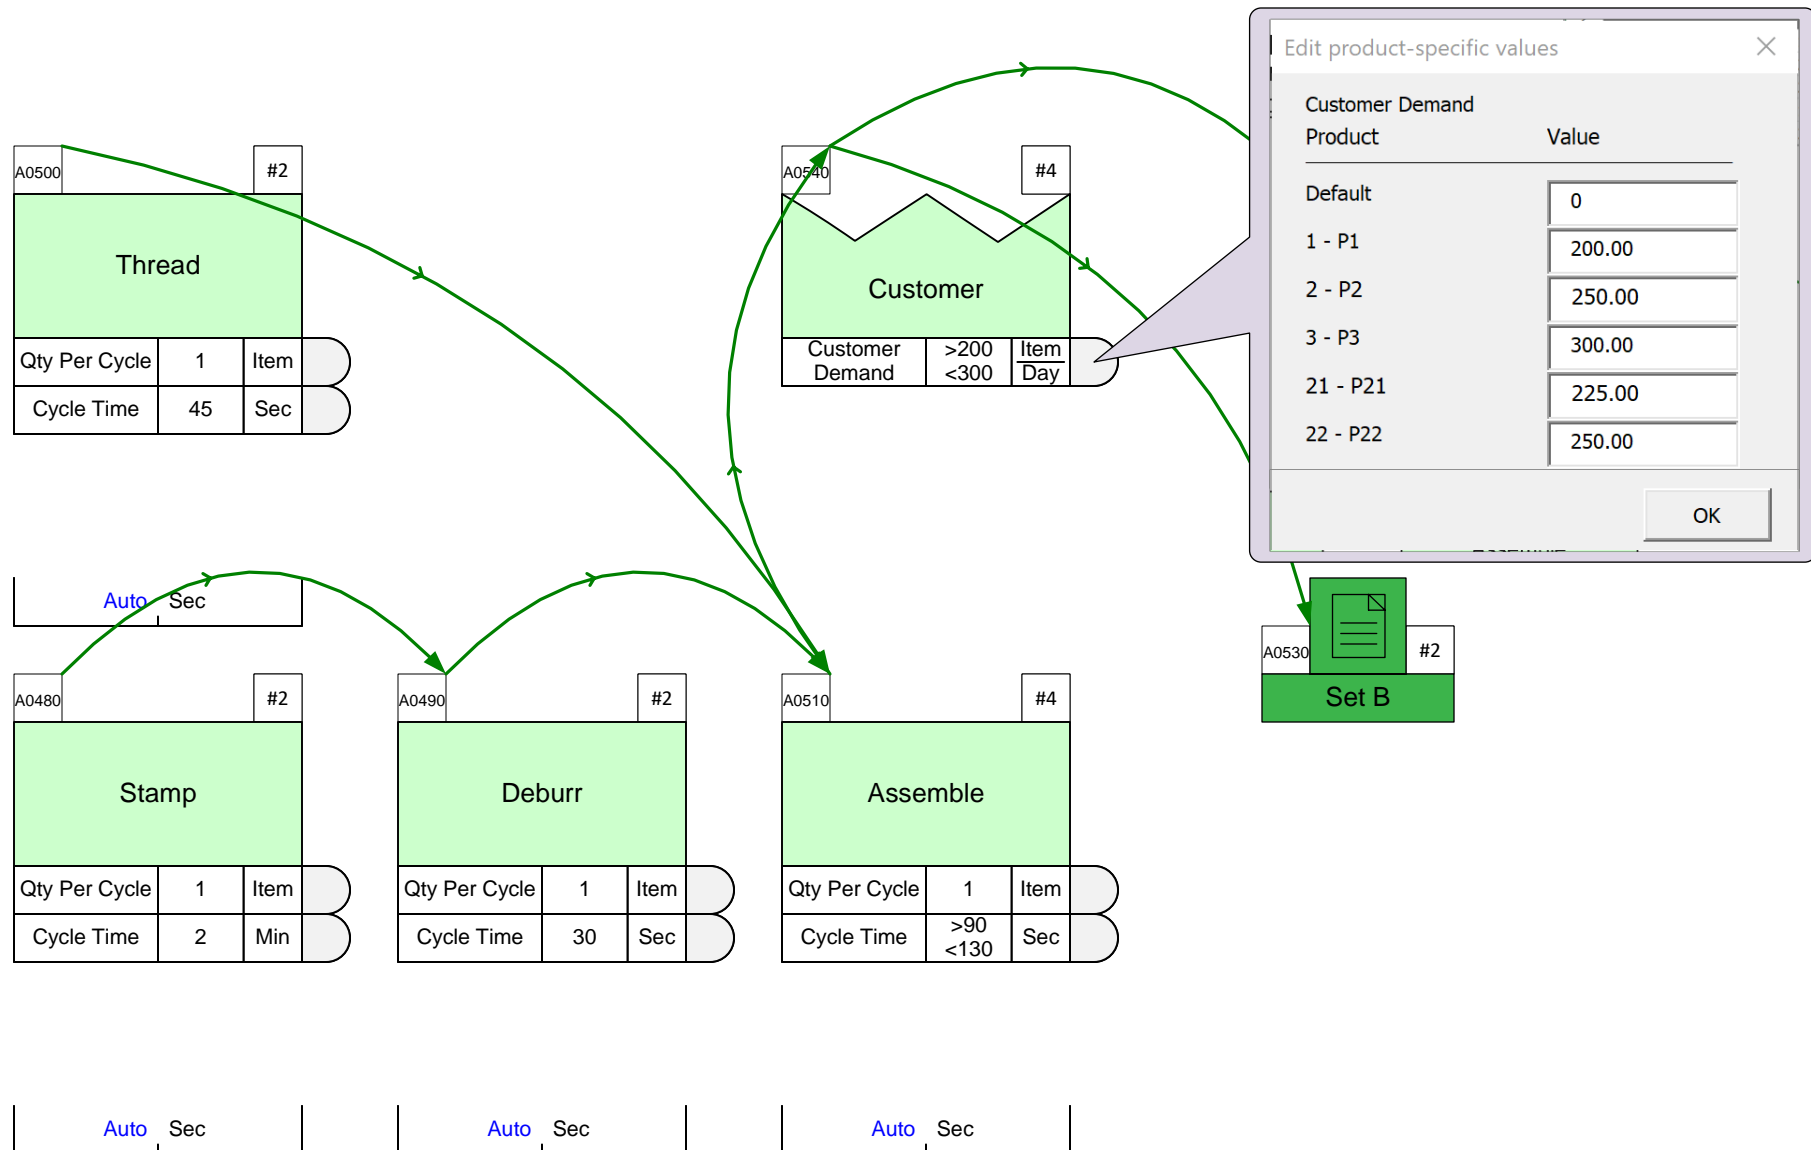 Edit product-specific values
Customer Demand
Product Value
Default 0
1 - P1 200.00
2 - P2 250.00
3 - P3 300.00
21 - P21 225.00
22 - P22 250.00
OK
A0500 #2
Thread
Qty Per Cycle 1 Item
Cycle Time 45 Sec
A0540 #4
Customer
Customer Demand >200 <300 Item Day
Auto Sec
A0530 #2
Set B
A0480 #2
Stamp
Qty Per Cycle 1 Item
Cycle Time 2 Min
A0490 #2
Deburr
Qty Per Cycle 1 Item
Cycle Time 30 Sec
A0510 #4
Assemble
Qty Per Cycle 1 Item
Cycle Time >90 <130 Sec
Auto Sec
Auto Sec
Auto Sec